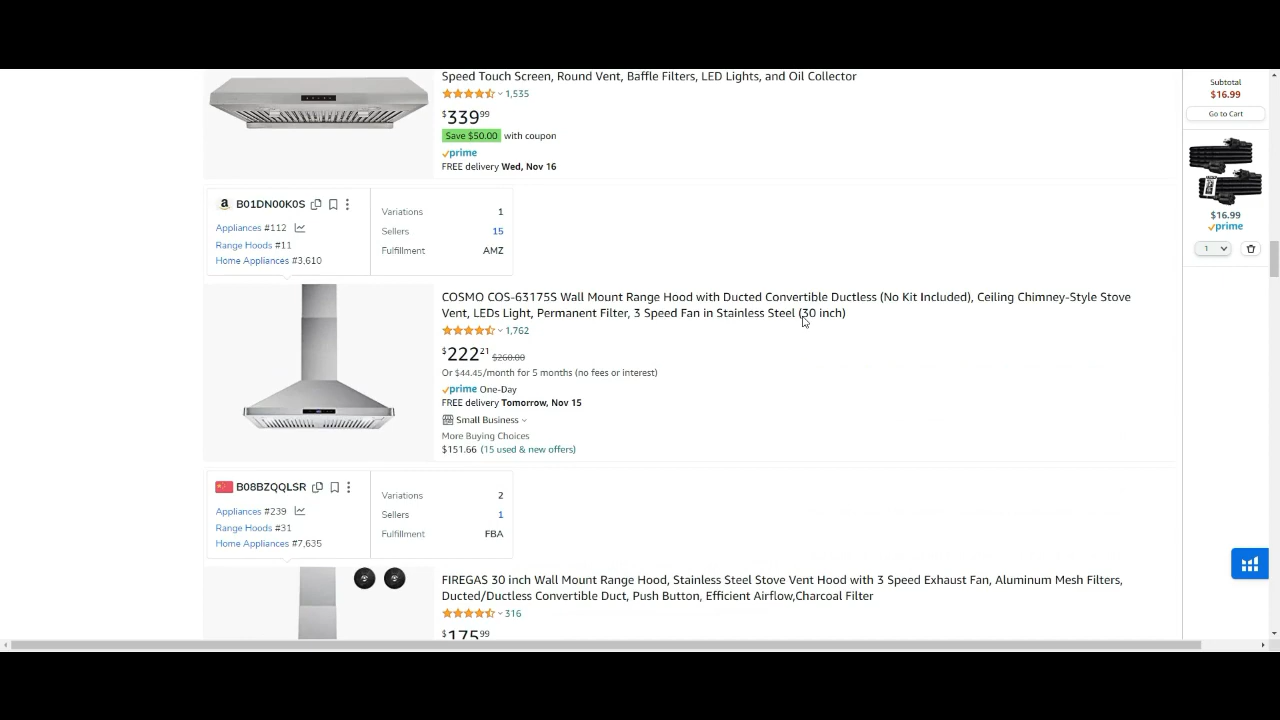 Speed Touch Screen, Round Vent, Baffle Filters, LED Lights, and Oil Collector
1,535
$339.99
Save $50.00 with coupon
prime
FREE delivery Wed, Nov 16
a B01DN00K0S
Appliances #112
Range Hoods #11
Home Appliances #3,610
Variations 1
Sellers 15
Fulfillment AMZ
COSMO COS-63175S Wall Mount Range Hood with Ducted Convertible Ductless (No Kit Included), Ceiling Chimney-Style Stove
Vent, LEDs Light, Permanent Filter, 3 Speed Fan in Stainless Steel (30 inch)
1,762
$222.21 $260.00
Or $44.45/month for 5 months (no fees or interest)
prime One-Day
FREE delivery Tomorrow, Nov 15
Small Business
More Buying Choices
$151.66 (15 used & new offers)
B08BZQQLSR
Appliances #239
Range Hoods #31
Home Appliances #7,635
Variations 2
Sellers 1
Fulfillment FBA
FIREGAS 30 inch Wall Mount Range Hood, Stainless Steel Stove Vent Hood with 3 Speed Exhaust Fan, Aluminum Mesh Filters,
Ducted/Ductless Convertible Duct, Push Button, Efficient Airflow,Charcoal Filter
316
$175.99
Subtotal
$16.99
Go to Cart
$16.99
prime
1